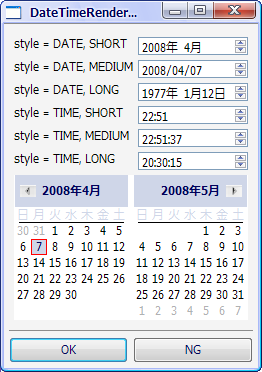 DateTimeRender...
style = DATE, SHORT 2008年 4月
style = DATE, MEDIUM 2008/04/07
style = DATE, LONG 1977年 1月12日
style = TIME, SHORT 22:51
style = TIME, MEDIUM 22:51:37
style = TIME, LONG 20:30:15
2008年4月 2008年5月
日 月 火 水 木 金 土 日 月 火 水 木 金 土
30 31 1 2 3 4 5 1 2 3
6 7 8 9 10 11 12 4 5 6 7 8 9 10
13 14 15 16 17 18 19 11 12 13 14 15 16 17
20 21 22 23 24 25 26 18 19 20 21 22 23 24
27 28 29 30 25 26 27 28 29 30 31
1 2 3 4 5 6 7
OK NG